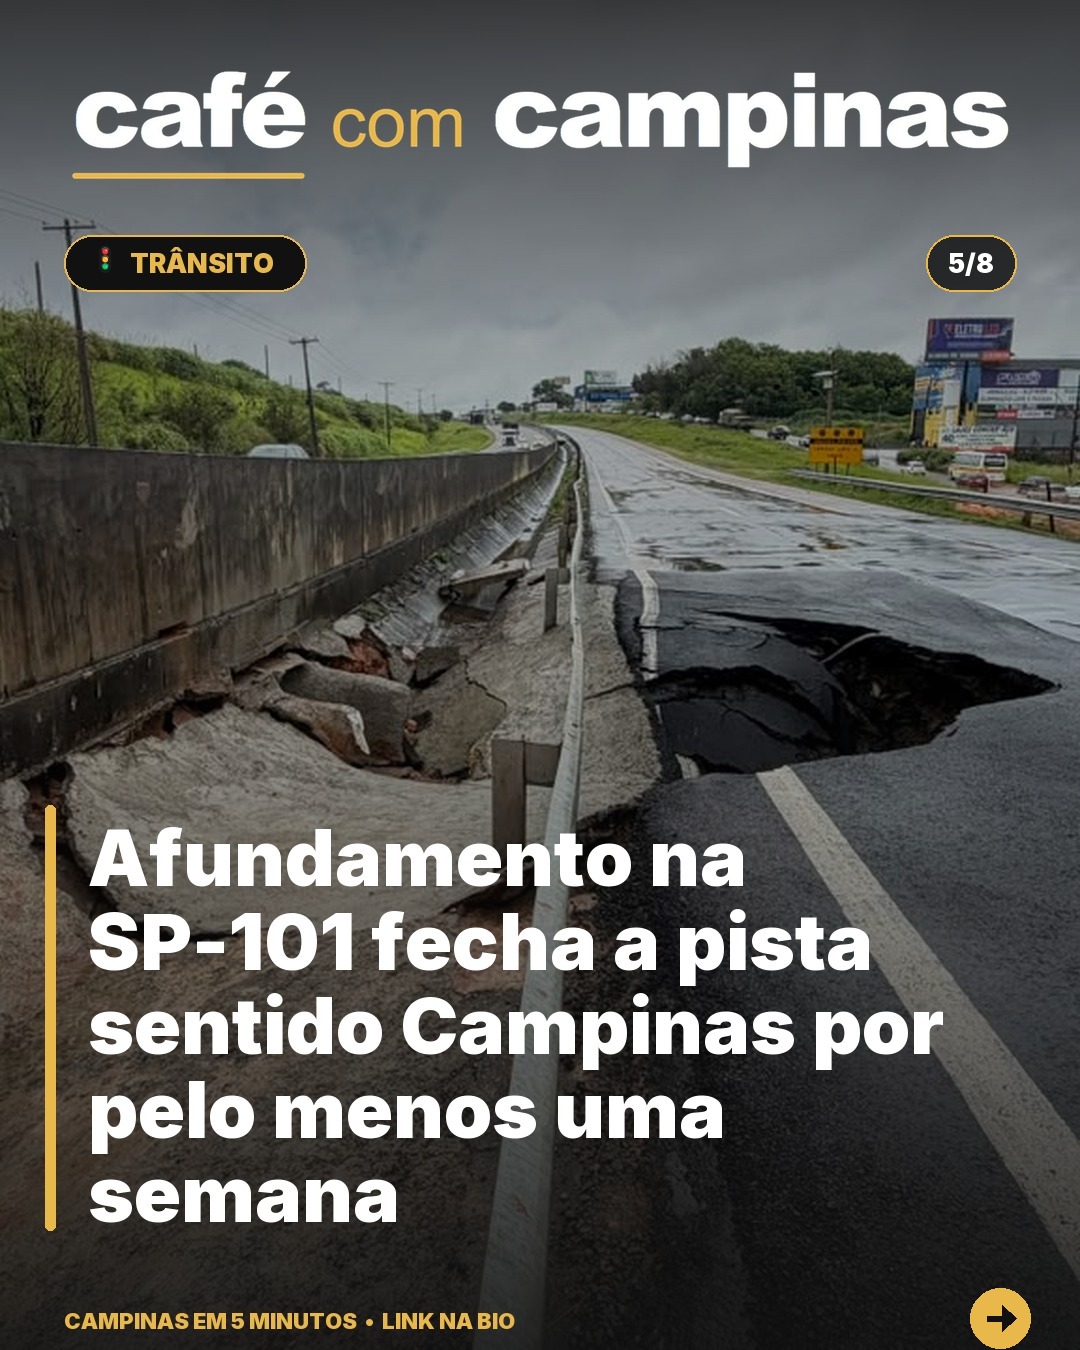 café com campinas
TRÂNSITO
5/8
Afundamento na
SP-101 fecha a pista
sentido Campinas por
pelo menos uma
semana
CAMPINAS EM 5 MINUTOS • LINK NA BIO